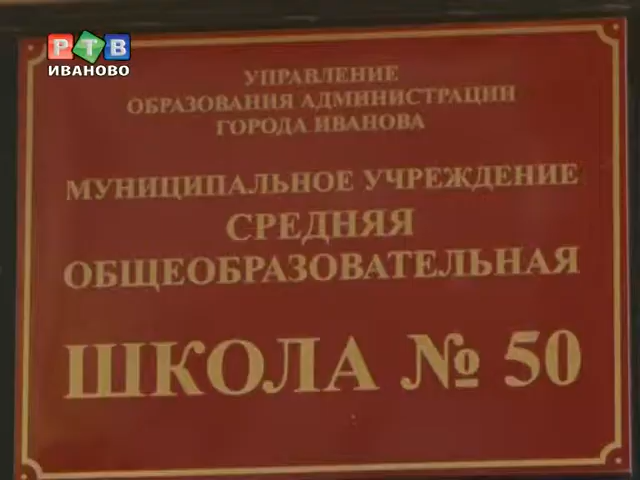 РТВ
ИВАНОВО
УПРАВЛЕНИЕ
ОБРАЗОВАНИЯ АДМИНИСТРАЦИИ
ГОРОДА ИВАНОВА
МУНИЦИПАЛЬНОЕ УЧРЕЖДЕНИЕ
СРЕДНЯЯ
ОБЩЕОБРАЗОВАТЕЛЬНАЯ
ШКОЛА № 50